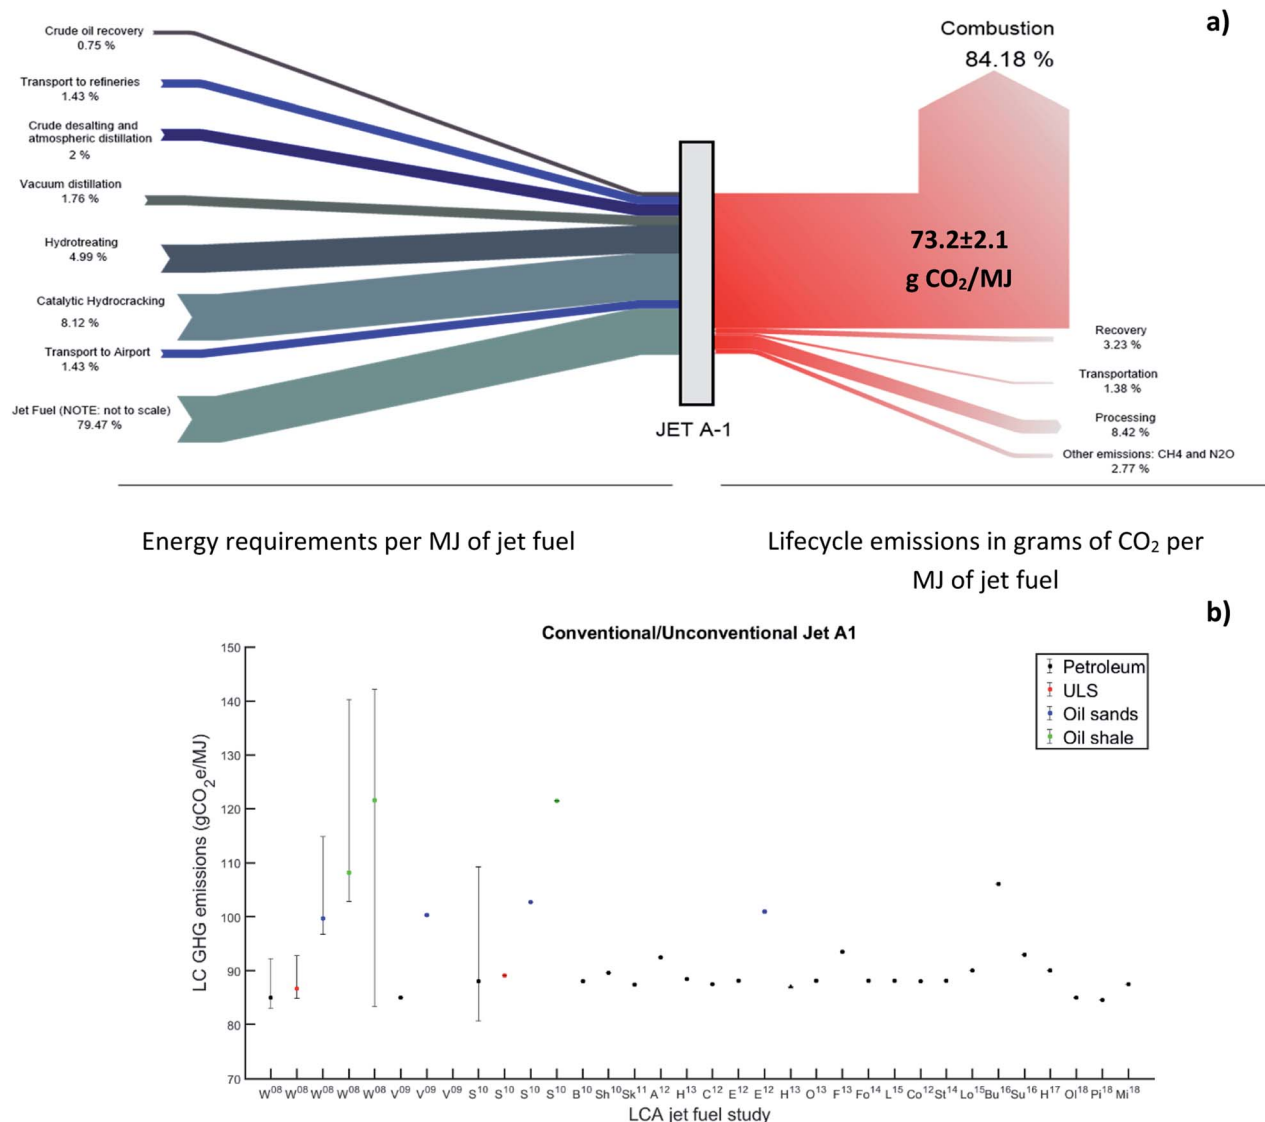 a)
Crude oil recovery
0.75 %
Transport to refineries
1.43 %
Crude desalting and
atmospheric distillation
2 %
Vacuum distillation
1.76 %
Hydrotreating
4.99 %
Catalytic Hydrocracking
8.12 %
Transport to Airport
1.43 %
Jet Fuel (NOTE: not to scale)
79.47 %
JET A-1
Combustion
84.18 %
73.2±2.1
g CO₂/MJ
Recovery
3.23 %
Transportation
1.38 %
Processing
8.42 %
Other emissions: CH4 and N2O
2.77 %
Energy requirements per MJ of jet fuel
Lifecycle emissions in grams of CO₂ per
MJ of jet fuel
b)
Conventional/Unconventional Jet A1
Petroleum
ULS
Oil sands
Oil shale
LC GHG emissions (gCO₂e/MJ)
150
140
130
120
110
100
90
80
70
W⁰⁸ W⁰⁸ W⁰⁸ W⁰⁸ W⁰⁸ V⁰⁹ V⁰⁹ V⁰⁹ S¹⁰ S¹⁰ S¹⁰ S¹⁰ B¹⁰ Sh¹⁰ Sk¹¹ A¹² H¹³ C¹² E¹² E¹² H¹³ O¹³ F¹³ Fo¹⁴ L¹⁵ Co¹² St¹⁴ Lo¹⁵ Bu¹⁶ Su¹⁶ H¹⁷ Ol¹⁸ Pi¹⁸ Mi¹⁸
LCA jet fuel study